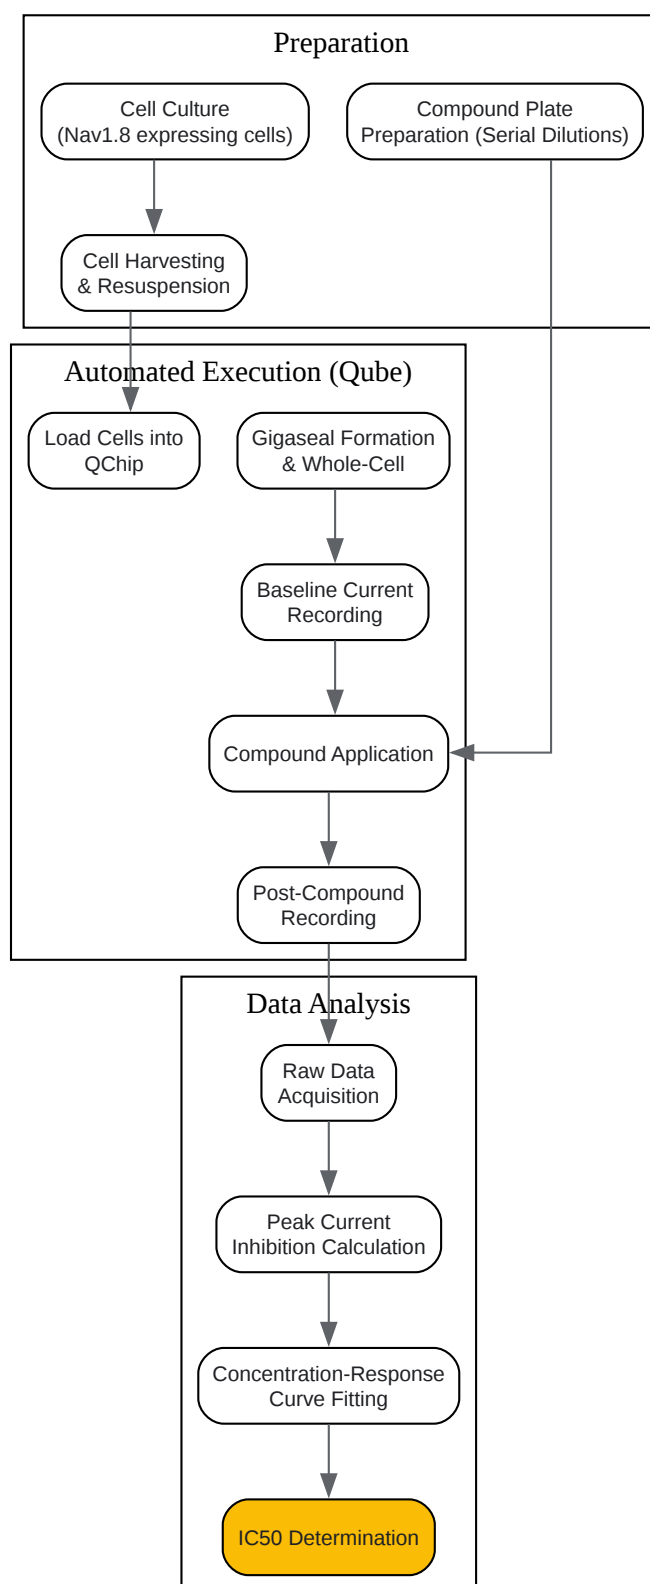 Preparation
Cell Culture
(Nav1.8 expressing cells)
Compound Plate
Preparation (Serial Dilutions)
Cell Harvesting
& Resuspension
Automated Execution (Qube)
Load Cells into
QChip
Gigaseal Formation
& Whole-Cell
Baseline Current
Recording
Compound Application
Post-Compound
Recording
Data Analysis
Raw Data
Acquisition
Peak Current
Inhibition Calculation
Concentration-Response
Curve Fitting
IC50 Determination